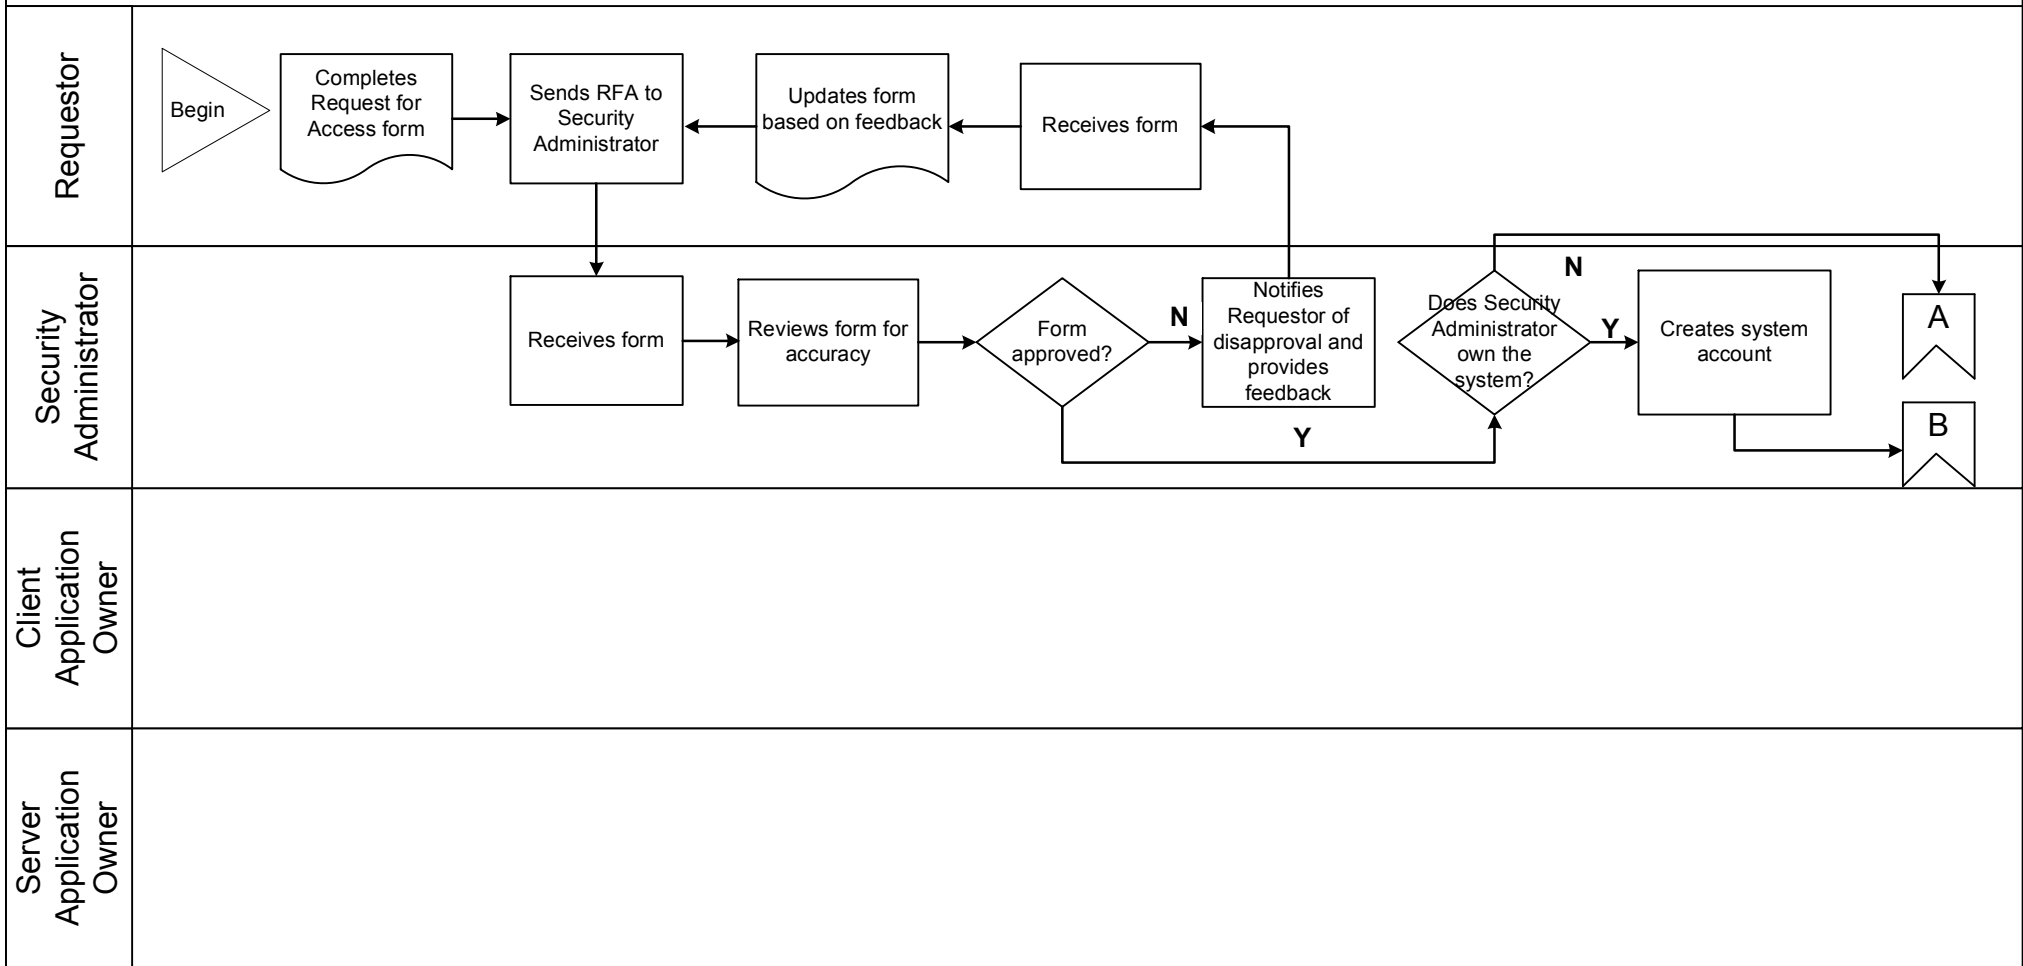 Requestor
Begin
Completes
Request for
Access form
Sends RFA to
Security
Administrator
Updates form
based on feedback
Receives form
Security
Administrator
Receives form
Reviews form for
accuracy
Form
approved?
N
Y
Notifies
Requestor of
disapproval and
provides
feedback
Does Security
Administrator
own the
system?
N
Y
Creates system
account
A
B
Client
Application
Owner
Server
Application
Owner